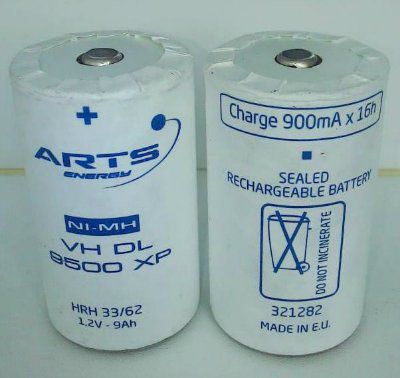 +
ARTS
ENERGY
NI-MH
VH DL
9500 XP
HRH 33/62
1.2V - 9Ah
Charge 900mA x 16h
SEALED
RECHARGEABLE BATTERY
DO NOT INCINERATE
321282
MADE IN E.U.